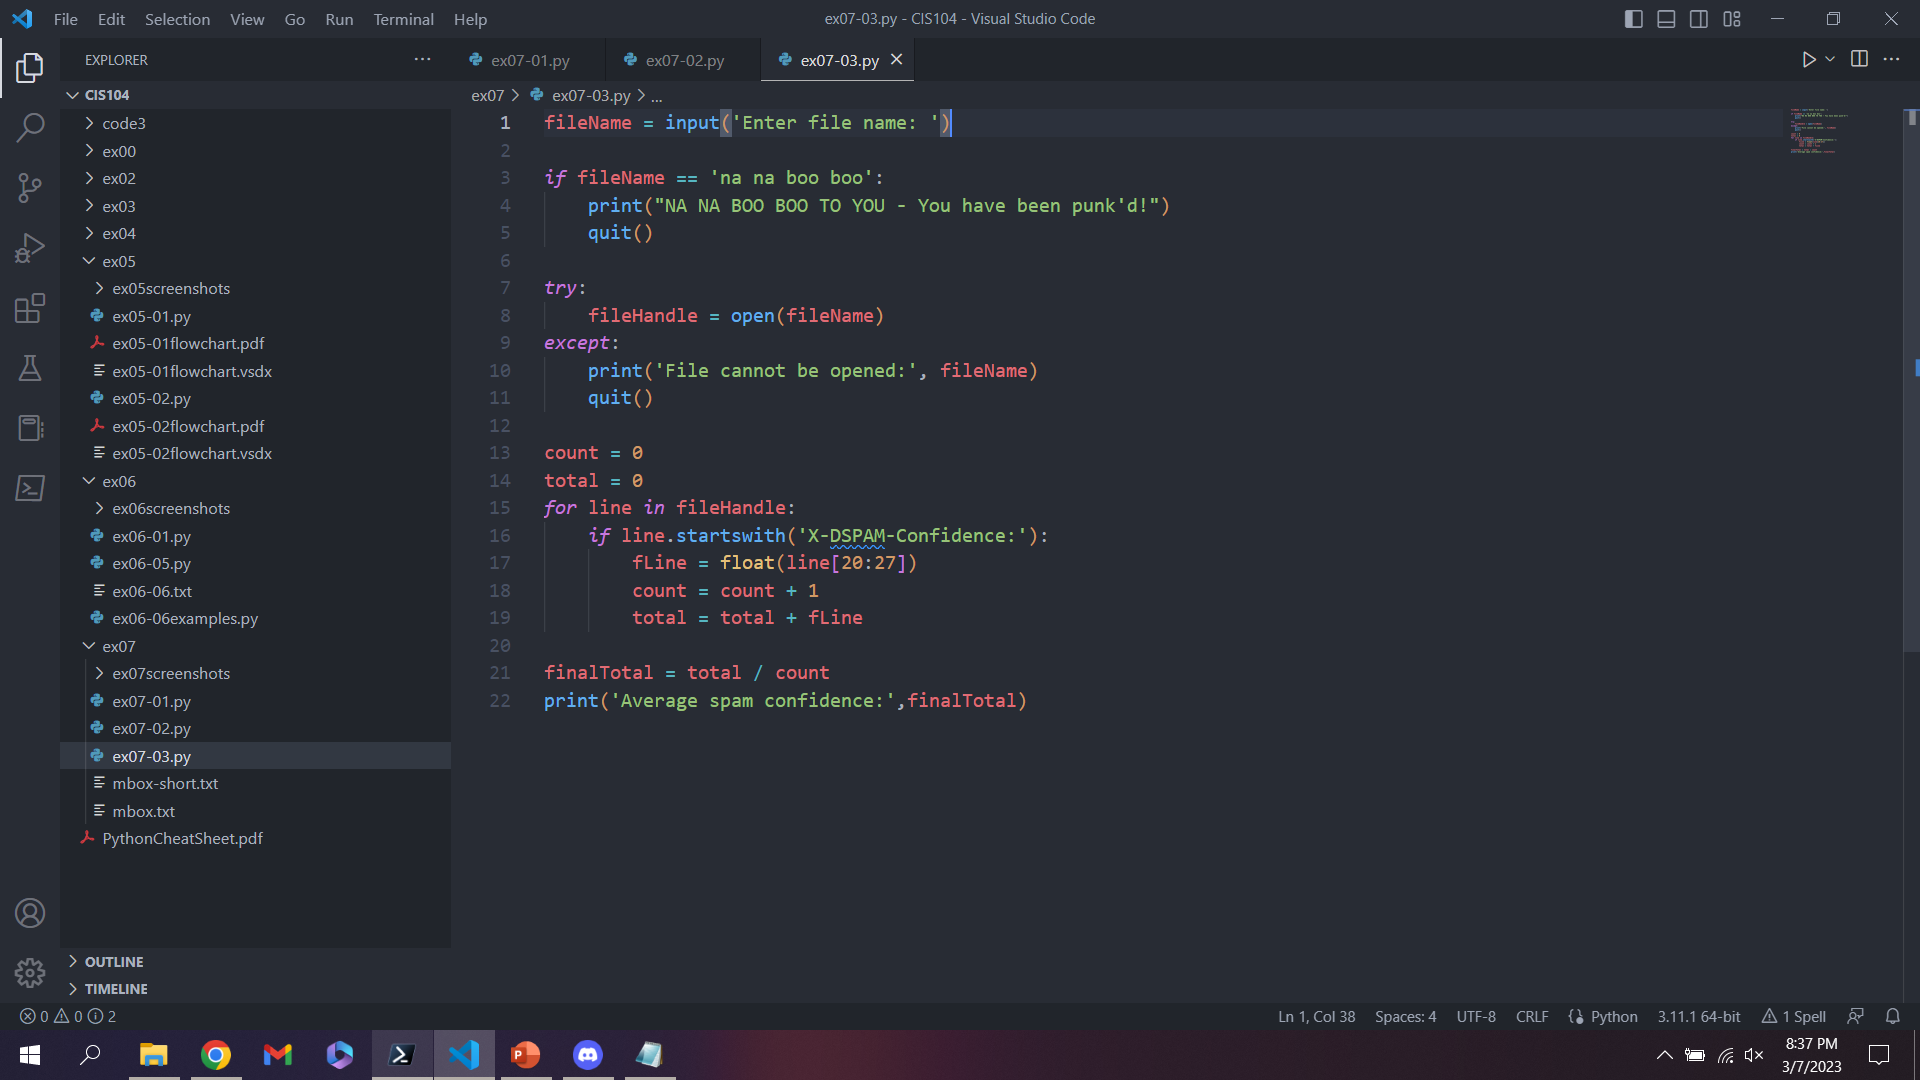 File Edit Selection View Go Run Terminal Help
ex07-03.py - CIS104 - Visual Studio Code
EXPLORER
CIS104
code3
ex00
ex02
ex03
ex04
ex05
ex05screenshots
ex05-01.py
ex05-01flowchart.pdf
ex05-01flowchart.vsdx
ex05-02.py
ex05-02flowchart.pdf
ex05-02flowchart.vsdx
ex06
ex06screenshots
ex06-01.py
ex06-05.py
ex06-06.txt
ex06-06examples.py
ex07
ex07screenshots
ex07-01.py
ex07-02.py
ex07-03.py
mbox-short.txt
mbox.txt
PythonCheatSheet.pdf
OUTLINE
TIMELINE
ex07-01.py ex07-02.py ex07-03.py
ex07 > ex07-03.py > ...
1 fileName = input('Enter file name: ')
2
3 if fileName == 'na na boo boo':
4     print("NA NA BOO BOO TO YOU - You have been punk'd!")
5     quit()
6
7 try:
8     fileHandle = open(fileName)
9 except:
10     print('File cannot be opened:', fileName)
11     quit()
12
13 count = 0
14 total = 0
15 for line in fileHandle:
16     if line.startswith('X-DSPAM-Confidence:'):
17         fLine = float(line[20:27])
18         count = count + 1
19         total = total + fLine
20
21 finalTotal = total / count
22 print('Average spam confidence:',finalTotal)
0 0 2
Ln 1, Col 38 Spaces: 4 UTF-8 CRLF Python 3.11.1 64-bit 1 Spell
8:37 PM
3/7/2023